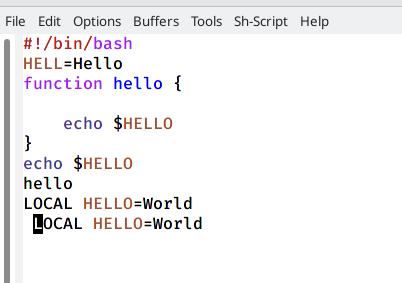 File Edit Options Buffers Tools Sh-Script Help
#!/bin/bash
HELL=Hello
function hello {
echo $HELLO
}
echo $HELLO
hello
LOCAL HELLO=World
LOCAL HELLO=World